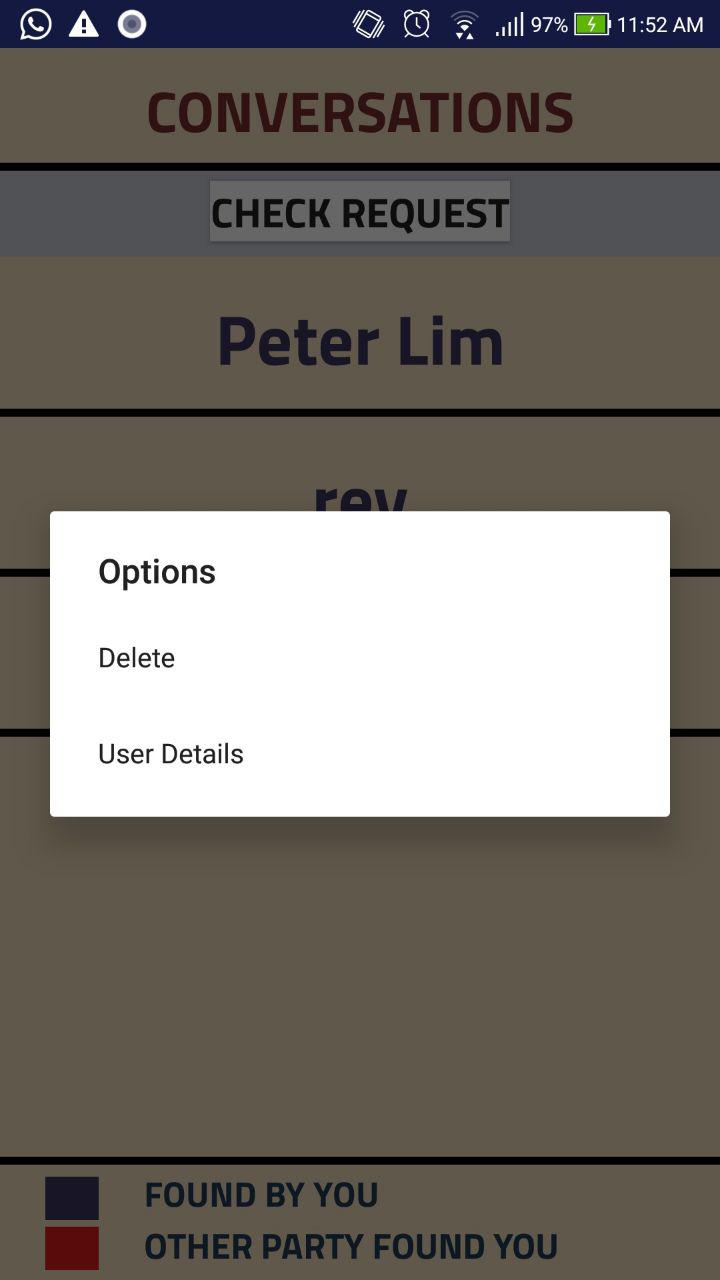 97% 11:52 AM
CONVERSATIONS
CHECK REQUEST
Peter Lim
rev
Options
Delete
User Details
FOUND BY YOU
OTHER PARTY FOUND YOU